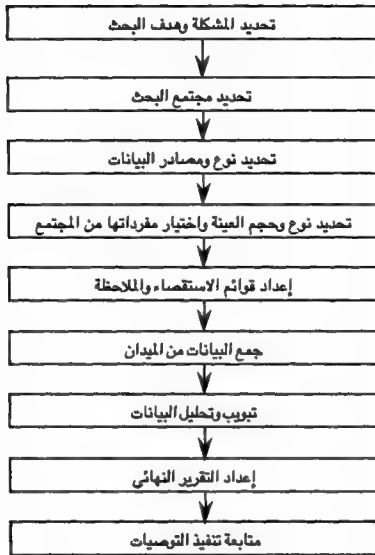 تحديد المشكلة وهدف البحث
تحديد مجتمع البحث
تحديد نوع ومصادر البيانات
تحديد نوع وحجم العينة واختيار مفرداتها من المجتمع
إعداد قوائم الاستقصاء والملاحظة
جمع البيانات من الميدان
تبويب وتحليل البيانات
إعداد التقرير النهائي
متابعة تنفيذ التوصيات